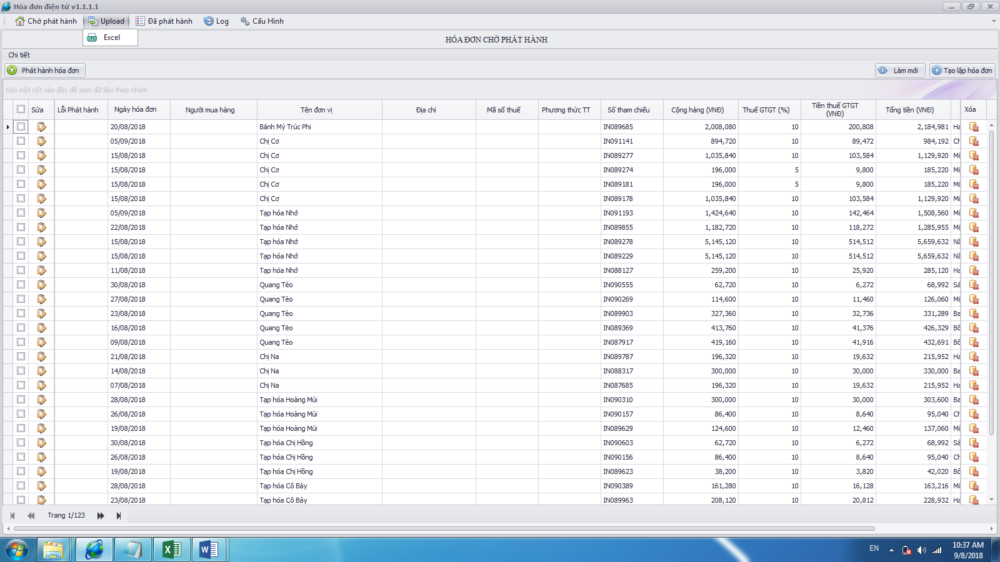 Hóa đơn điện tử v1.1.1.1
Chờ phát hành Upload Đã phát hành Log Cấu Hình
Excel
HÓA ĐƠN CHỜ PHÁT HÀNH
Chi tiết
Phát hành hóa đơn Làm mới Tạo lập hóa đơn
Kéo một cột vào đây để xem dữ liệu theo nhóm
Sửa Lỗi Phát hành Ngày hóa đơn Người mua hàng Tên đơn vị Địa chỉ Mã số thuế Phương thức TT Số tham chiếu Cộng hàng (VNĐ) Thuế GTGT (%) Tiền thuế GTGT (VNĐ) Tổng tiền (VNĐ) Xóa
20/08/2018 Bánh Mỳ Trúc Phi IN089685 2,008,080 10 200,808 2,184,981 Ha
05/09/2018 Chị Cơ IN091141 894,720 10 89,472 984,192 Ch
15/08/2018 Chị Cơ IN089277 1,035,840 10 103,584 1,129,920 Mộ
15/08/2018 Chị Cơ IN089274 196,000 5 9,800 185,220 Mộ
15/08/2018 Chị Cơ IN089181 196,000 5 9,800 185,220 Mộ
15/08/2018 Chị Cơ IN089178 1,035,840 10 103,584 1,129,920 Mộ
05/09/2018 Tạp hóa Nhớ IN091193 1,424,640 10 142,464 1,508,560 Mộ
22/08/2018 Tạp hóa Nhớ IN089855 1,182,720 10 118,272 1,285,955 Mộ
15/08/2018 Tạp hóa Nhớ IN089278 5,145,120 10 514,512 5,659,632 Nă
15/08/2018 Tạp hóa Nhớ IN089229 5,145,120 10 514,512 5,659,632 Nă
11/08/2018 Tạp hóa Nhớ IN088127 259,200 10 25,920 285,120 Ha
30/08/2018 Quang Tèo IN090555 62,720 10 6,272 68,992 Sá
27/08/2018 Quang Tèo IN090269 114,600 10 11,460 126,060 Mộ
23/08/2018 Quang Tèo IN089903 327,360 10 32,736 331,289 Ba
16/08/2018 Quang Tèo IN089369 413,760 10 41,376 426,329 Bố
09/08/2018 Quang Tèo IN087917 419,160 10 41,916 432,691 Bố
21/08/2018 Chị Na IN089787 196,320 10 19,632 215,952 Ha
14/08/2018 Chị Na IN088317 300,000 10 30,000 330,000 Ba
07/08/2018 Chị Na IN087685 196,320 10 19,632 215,952 Ha
28/08/2018 Tạp hóa Hoàng Mùi IN090310 300,000 10 30,000 303,600 Ba
26/08/2018 Tạp hóa Hoàng Mùi IN090157 86,400 10 8,640 95,040 Ch
19/08/2018 Tạp hóa Hoàng Mùi IN089629 124,600 10 12,460 137,060 Mộ
30/08/2018 Tạp hóa Chị Hồng IN090603 62,720 10 6,272 68,992 Sá
26/08/2018 Tạp hóa Chị Hồng IN090156 86,400 10 8,640 95,040 Ch
19/08/2018 Tạp hóa Chị Hồng IN089623 38,200 10 3,820 42,020 Bố
28/08/2018 Tạp hóa Cô Bảy IN090389 161,280 10 16,128 163,216 Mộ
23/08/2018 Tạp hóa Cô Bảy IN089963 208,120 10 20,812 228,932 Ha
Trang 1/123
EN 10:37 AM
9/8/2018